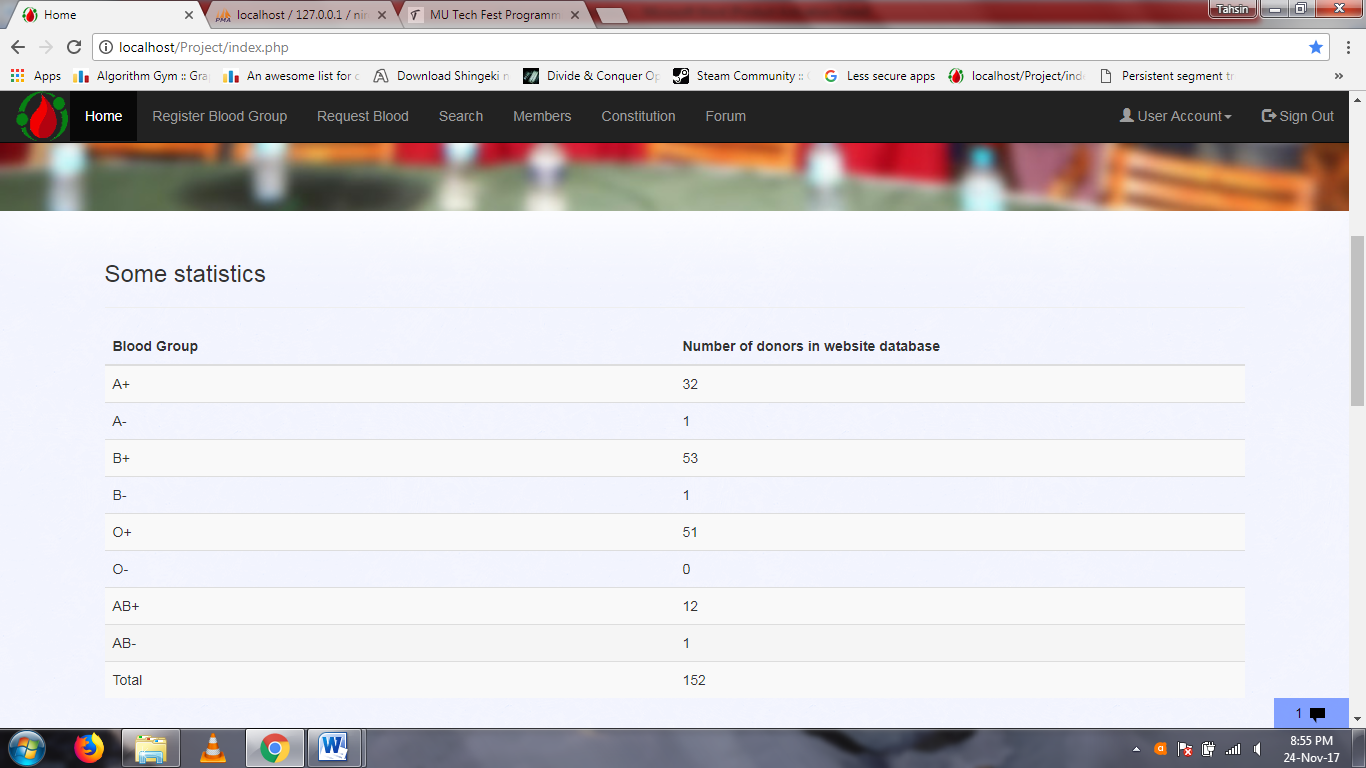 Home
localhost / 127.0.0.1 / nin
MU Tech Fest Programm
Tahsin
localhost/Project/index.php
Apps
Algorithm Gym :: Gra
An awesome list for c
Download Shingeki n
Divide & Conquer Op
Steam Community ::
Less secure apps
localhost/Project/ind
Persistent segment tr
»
Home Register Blood Group Request Blood Search Members Constitution Forum User Account Sign Out
Some statistics
Blood Group Number of donors in website database
A+ 32
A- 1
B+ 53
B- 1
O+ 51
O- 0
AB+ 12
AB- 1
Total 152
1
8:55 PM
24-Nov-17